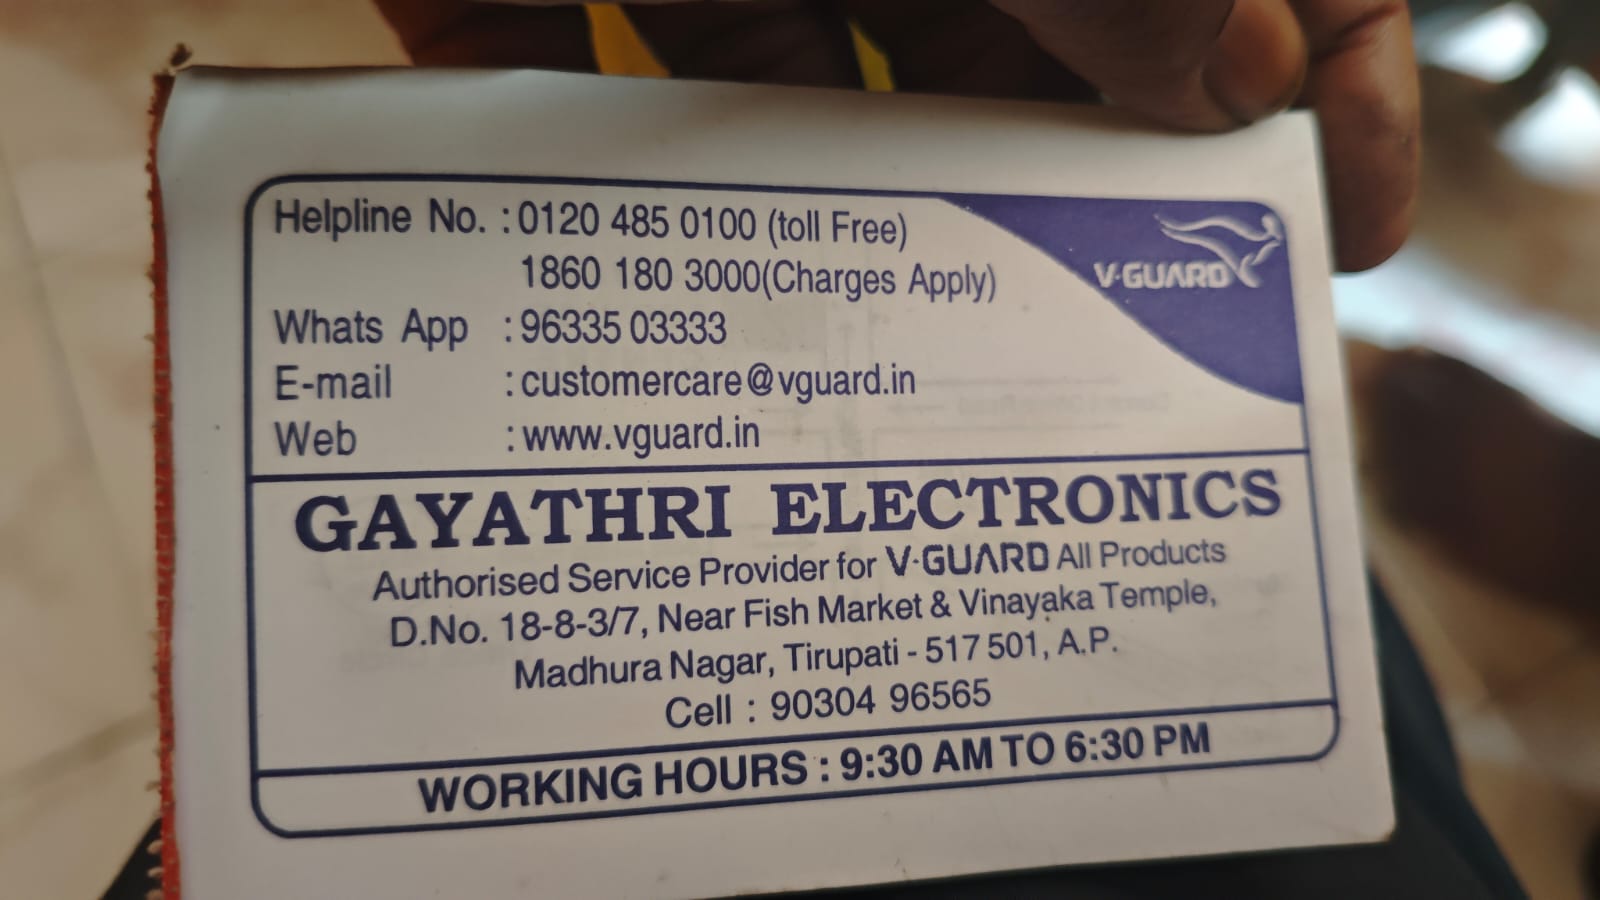 Helpline No. : 0120 485 0100 (toll Free)
1860 180 3000(Charges Apply)
Whats App : 96335 03333
E-mail : customercare@vguard.in
Web : www.vguard.in
V-GUARD
GAYATHRI ELECTRONICS
Authorised Service Provider for V-GUARD All Products
D.No. 18-8-3/7, Near Fish Market & Vinayaka Temple,
Madhura Nagar, Tirupati - 517 501, A.P.
Cell : 90304 96565
WORKING HOURS : 9:30 AM TO 6:30 PM